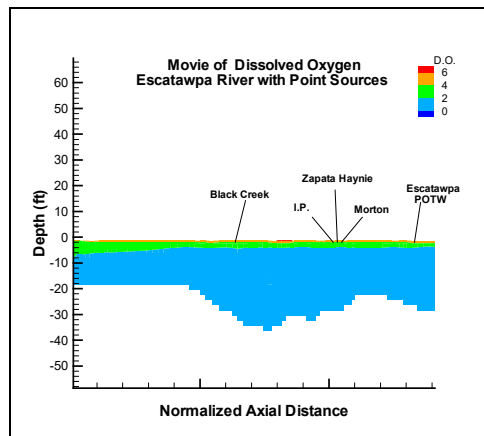 Movie of Dissolved Oxygen
Escatawpa River with Point Sources
D.O.
6
4
2
0
60
50
40
30
20
10
0
-10
-20
-30
-40
-50
Depth (ft)
Zapata Haynie
Black Creek
I.P.
Morton
Escatawpa
POTW
Normalized Axial Distance